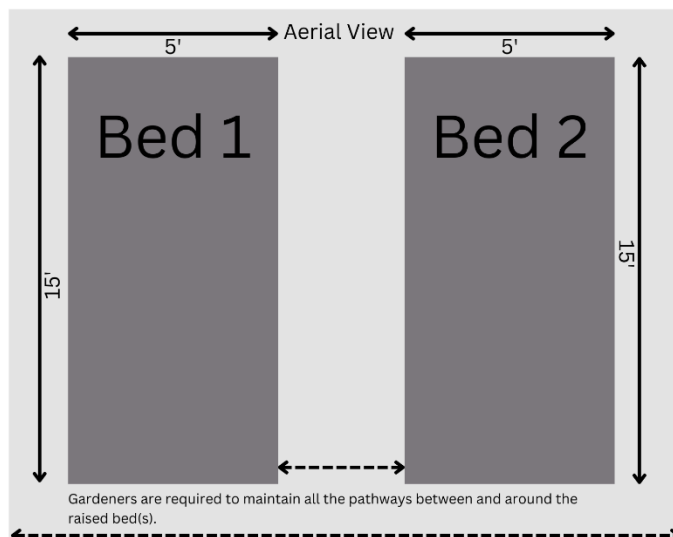 Aerial View
5'
5'
Bed 1
Bed 2
15'
15'
Gardeners are required to maintain all the pathways between and around the
raised bed(s).